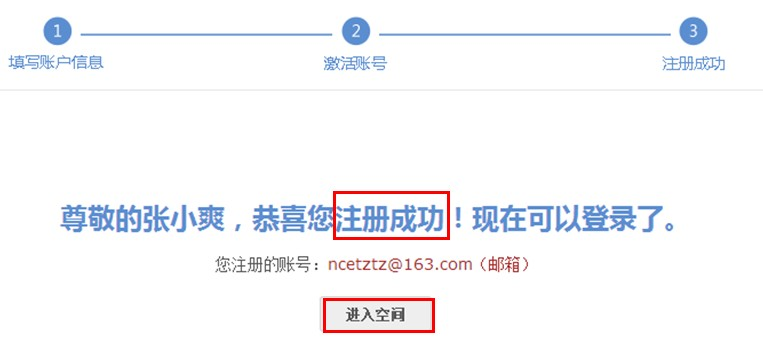 1 2 3
填写账户信息 激活账号 注册成功
尊敬的张小爽，恭喜您注册成功！现在可以登录了。
您注册的账号：ncetztz@163.com（邮箱）
进入空间